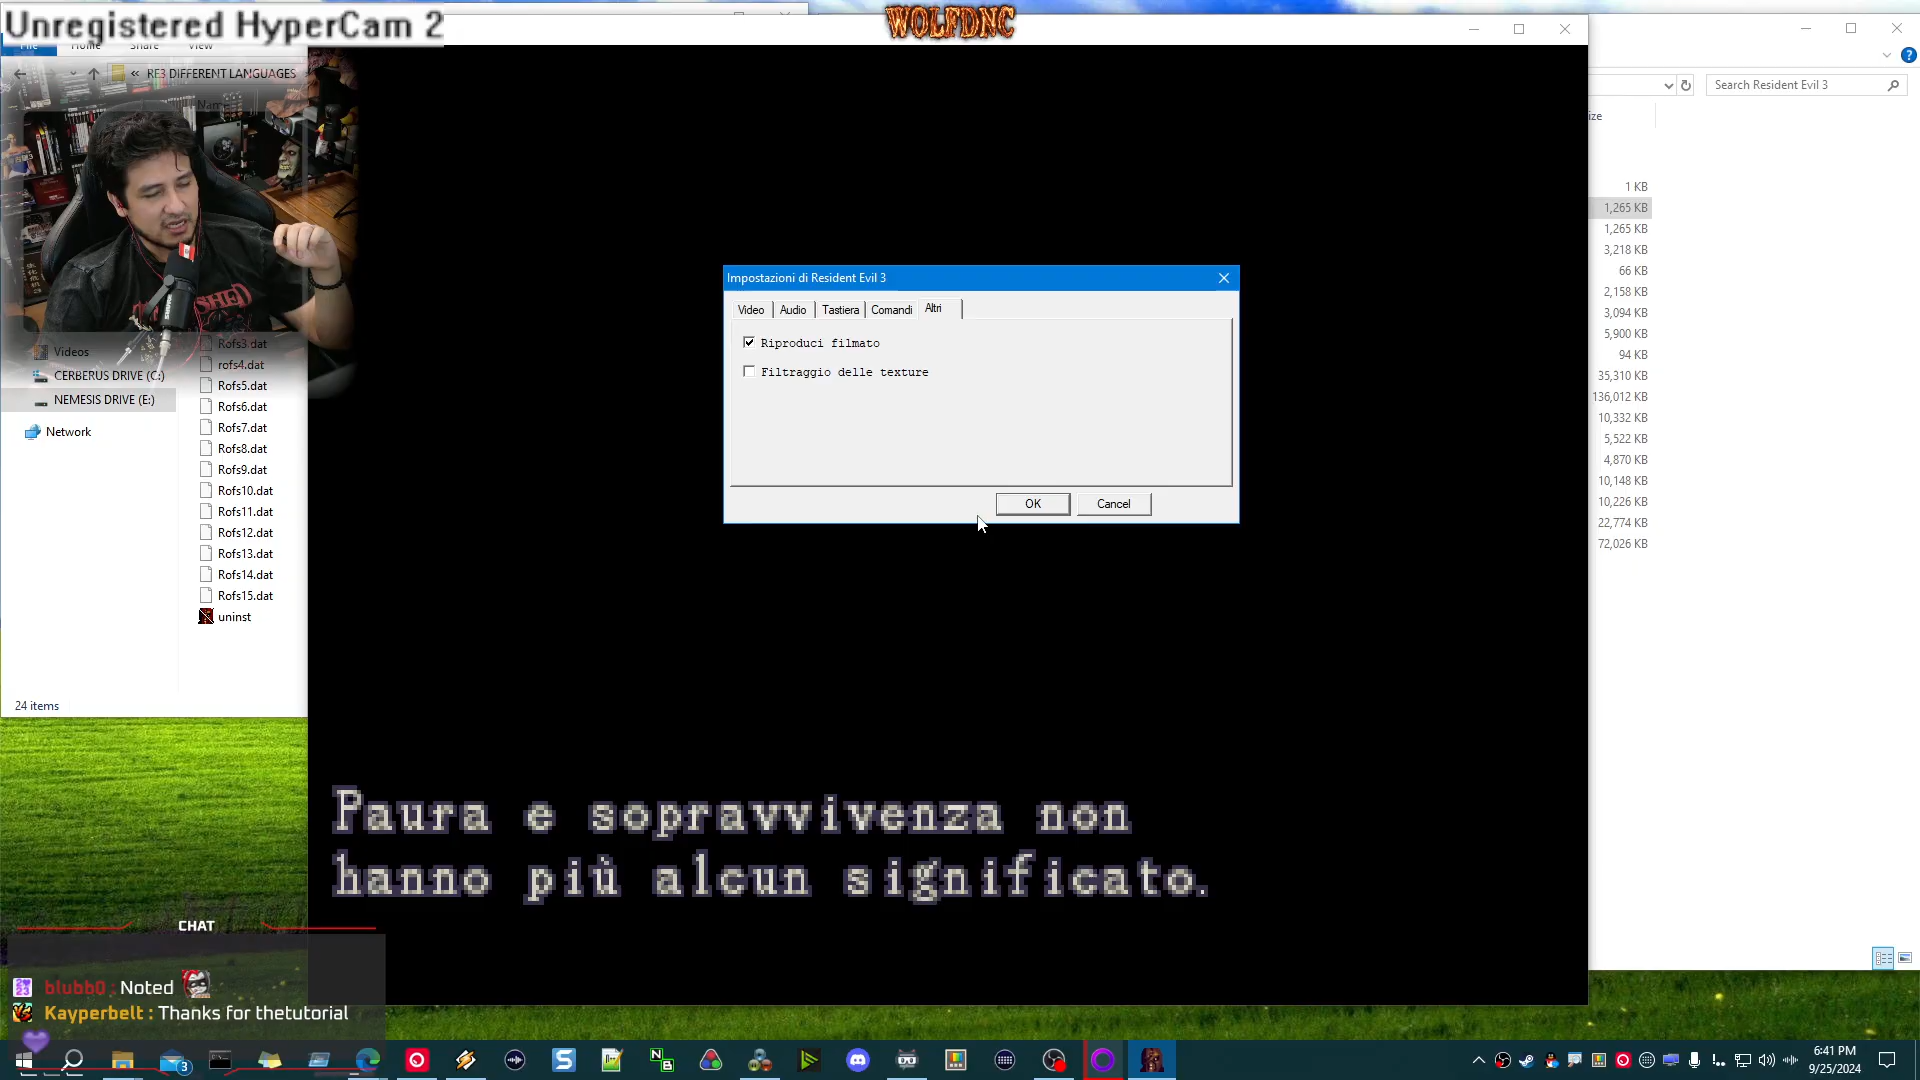 Unregistered HyperCam 2
WOLFDNC
File
Home
Share
View
« RE3 DIFFERENT LANGUAGES
Name
Search Resident Evil 3
1 KB
1,265 KB
1,265 KB
3,218 KB
66 KB
2,158 KB
3,094 KB
5,900 KB
94 KB
35,310 KB
136,012 KB
10,332 KB
5,522 KB
4,870 KB
10,148 KB
10,226 KB
22,774 KB
72,026 KB
Impostazioni di Resident Evil 3
Video
Audio
Tastiera
Comandi
Altri
Riproduci filmato
Filtraggio delle texture
OK
Cancel
Videos
CERBERUS DRIVE (C:)
NEMESIS DRIVE (E:)
Network
Rofs3.dat
rofs4.dat
Rofs5.dat
Rofs6.dat
Rofs7.dat
Rofs8.dat
Rofs9.dat
Rofs10.dat
Rofs11.dat
Rofs12.dat
Rofs13.dat
Rofs14.dat
Rofs15.dat
uninst
24 items
Paura e sopravvivenza non
hanno più alcun significato.
CHAT
blubb0 : Noted
Kayperbelt : Thanks for thetutorial
3
6:41 PM
9/25/2024